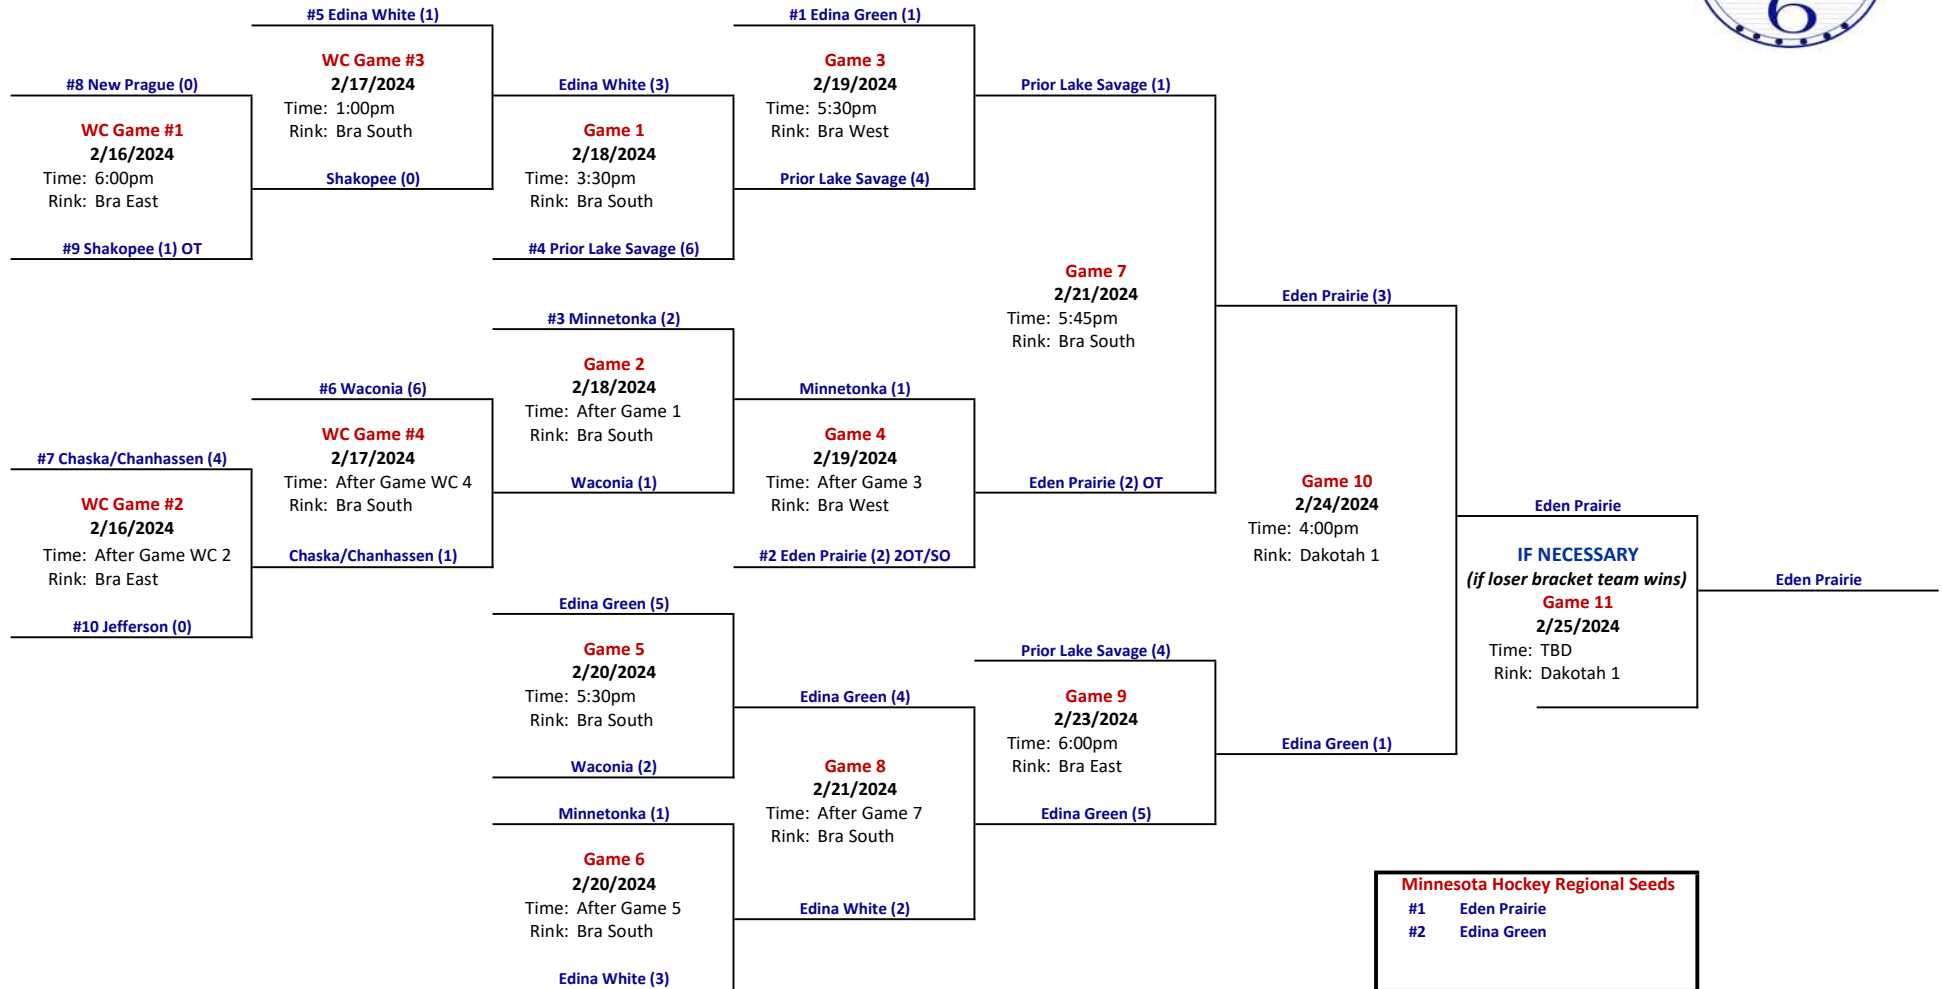 #5 Edina White (1)
#1 Edina Green (1)
6
WC Game #3
2/17/2024
Time: 1:00pm
Rink: Bra South
Game 3
2/19/2024
Time: 5:30pm
Rink: Bra West
#8 New Prague (0)
Edina White (3)
Prior Lake Savage (1)
WC Game #1
2/16/2024
Time: 6:00pm
Rink: Bra East
Game 1
2/18/2024
Time: 3:30pm
Rink: Bra South
Shakopee (0)
Prior Lake Savage (4)
#9 Shakopee (1) OT
#4 Prior Lake Savage (6)
Game 7
2/21/2024
Time: 5:45pm
Rink: Bra South
Eden Prairie (3)
#3 Minnetonka (2)
Game 2
2/18/2024
Time: After Game 1
Rink: Bra South
#6 Waconia (6)
Minnetonka (1)
WC Game #4
2/17/2024
Time: After Game WC 4
Rink: Bra South
Game 4
2/19/2024
Time: After Game 3
Rink: Bra West
#7 Chaska/Chanhassen (4)
Waconia (1)
Eden Prairie (2) OT
Game 10
2/24/2024
Time: 4:00pm
Rink: Dakotah 1
WC Game #2
2/16/2024
Time: After Game WC 2
Rink: Bra East
Eden Prairie
Chaska/Chanhassen (1)
#2 Eden Prairie (2) 2OT/SO
IF NECESSARY
(if loser bracket team wins)
Game 11
2/25/2024
Time: TBD
Rink: Dakotah 1
Eden Prairie
Edina Green (5)
#10 Jefferson (0)
Game 5
2/20/2024
Time: 5:30pm
Rink: Bra South
Prior Lake Savage (4)
Edina Green (4)
Game 9
2/23/2024
Time: 6:00pm
Rink: Bra East
Edina Green (1)
Waconia (2)
Game 8
2/21/2024
Time: After Game 7
Rink: Bra South
Minnetonka (1)
Edina Green (5)
Game 6
2/20/2024
Time: After Game 5
Rink: Bra South
Edina White (2)
Edina White (3)
Minnesota Hockey Regional Seeds
#1 Eden Prairie
#2 Edina Green